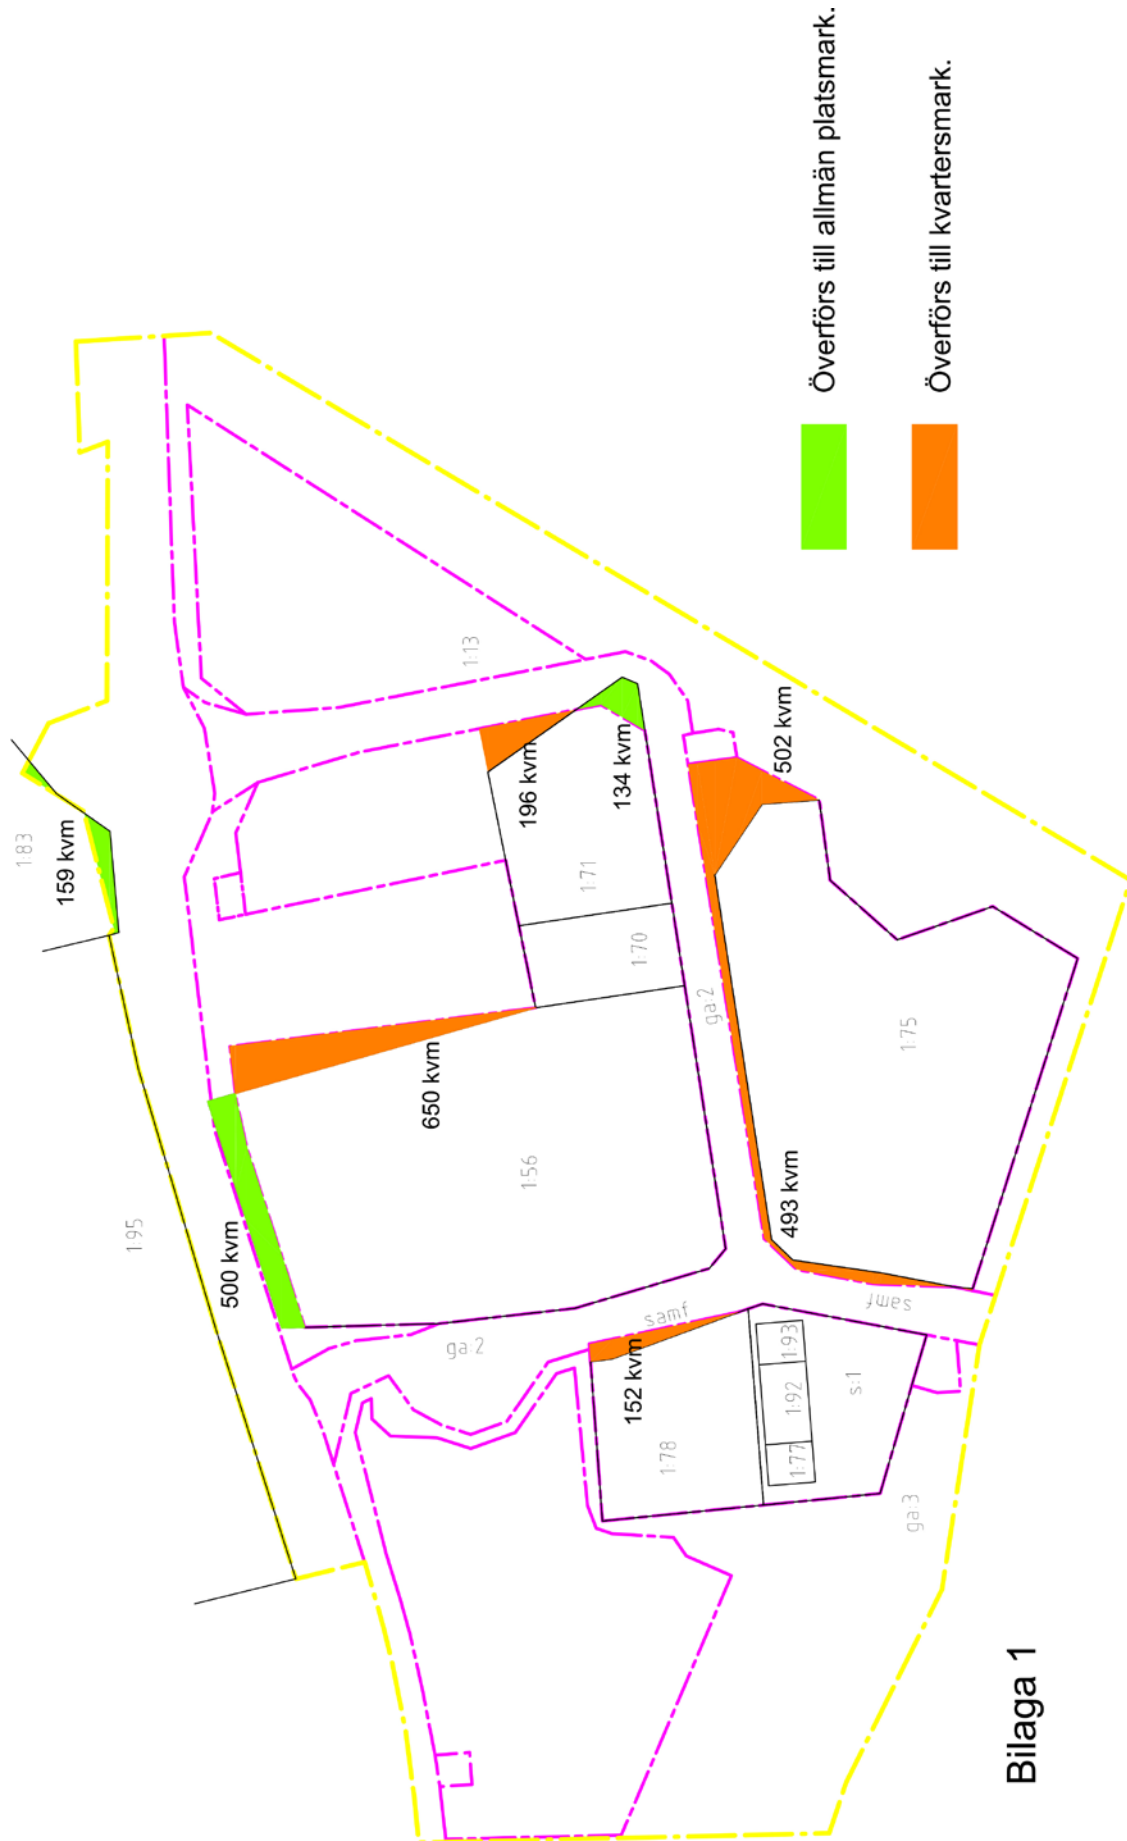 1:83
159 kvm
1:95
500 kvm
1:13
196 kvm
134 kvm
1:71
1:70
650 kvm
1:56
ga:2
ga:2
502 kvm
1:75
493 kvm
samf
samf
152 kvm
1:78
1:77
1:92
1:93
s:1
ga:3
Överförs till allmän platsmark.
Överförs till kvartersmark.
Bilaga 1